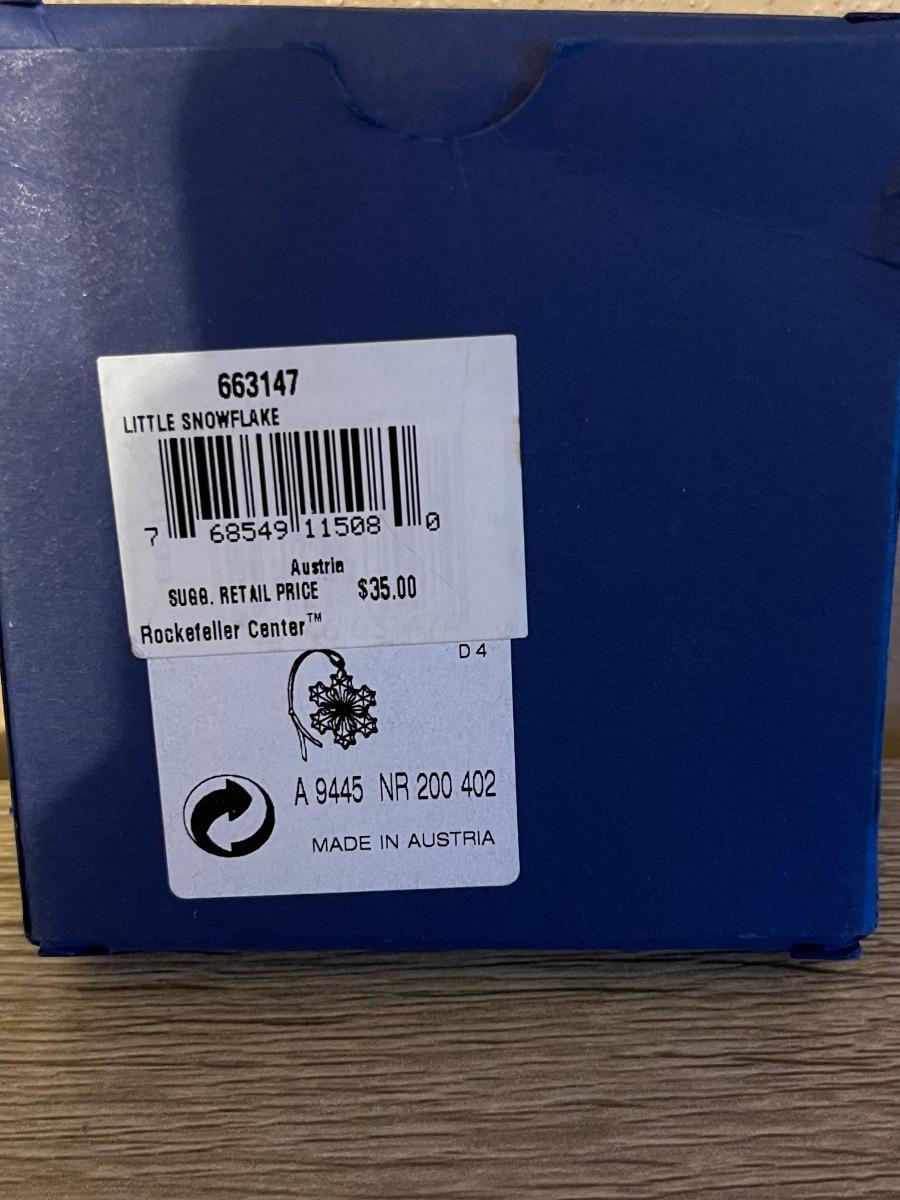 663147
LITTLE SNOWFLAKE
7 68549 11508 0
Austria
SUGG. RETAIL PRICE $35.00
Rockefeller Center™
D 4
A 9445 NR 200 402
MADE IN AUSTRIA